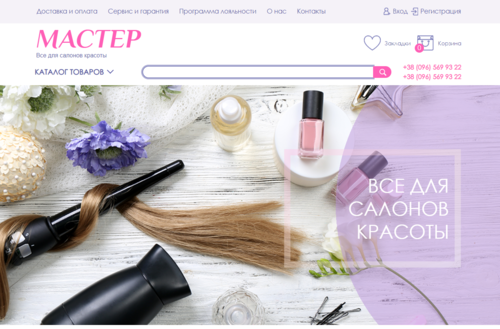 Доставка и оплата Сервис и гарантия Программа лояльности О нас Контакты Вход Регистрация
МАСТЕР
Все для салонов красоты
Закладки 0 Корзина
КАТАЛОГ ТОВАРОВ
+38 (096) 569 93 22
+38 (096) 569 93 22
ВСЕ ДЛЯ
САЛОНОВ
КРАСОТЫ